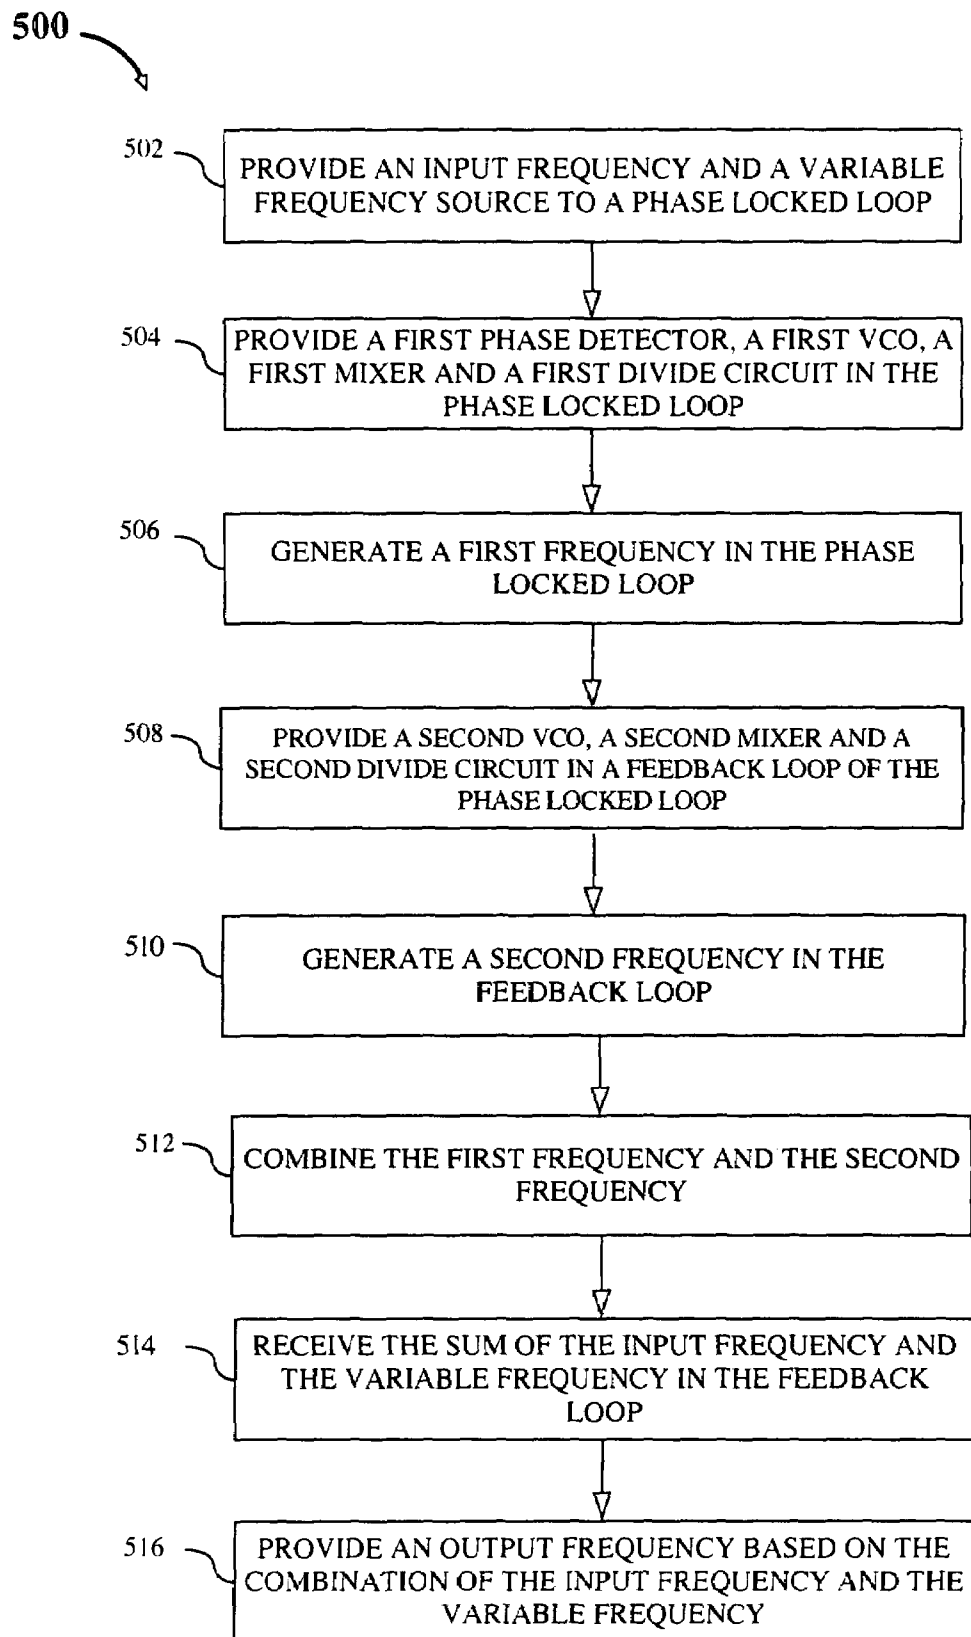 500
502
PROVIDE AN INPUT FREQUENCY AND A VARIABLE
FREQUENCY SOURCE TO A PHASE LOCKED LOOP
504
PROVIDE A FIRST PHASE DETECTOR, A FIRST VCO, A
FIRST MIXER AND A FIRST DIVIDE CIRCUIT IN THE
PHASE LOCKED LOOP
506
GENERATE A FIRST FREQUENCY IN THE PHASE
LOCKED LOOP
508
PROVIDE A SECOND VCO, A SECOND MIXER AND A
SECOND DIVIDE CIRCUIT IN A FEEDBACK LOOP OF THE
PHASE LOCKED LOOP
510
GENERATE A SECOND FREQUENCY IN THE
FEEDBACK LOOP
512
COMBINE THE FIRST FREQUENCY AND THE SECOND
FREQUENCY
514
RECEIVE THE SUM OF THE INPUT FREQUENCY AND
THE VARIABLE FREQUENCY IN THE FEEDBACK
LOOP
516
PROVIDE AN OUTPUT FREQUENCY BASED ON THE
COMBINATION OF THE INPUT FREQUENCY AND THE
VARIABLE FREQUENCY